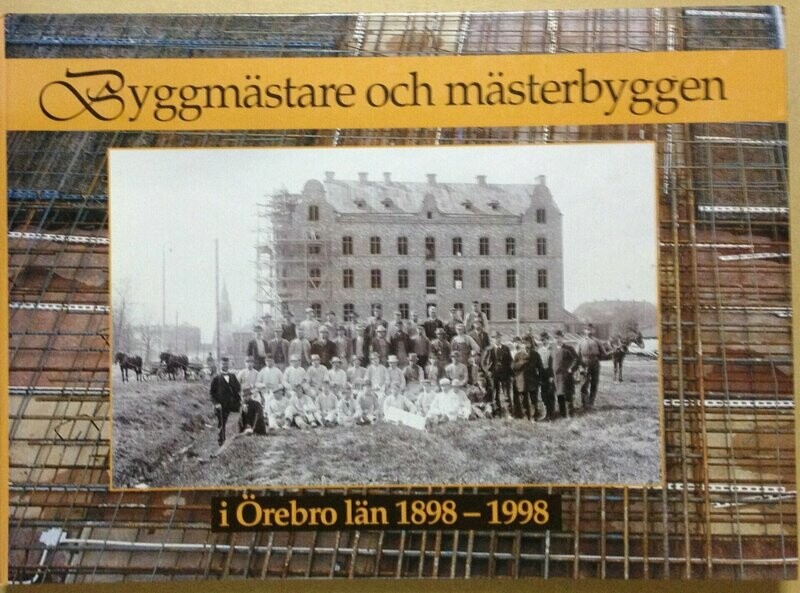 Byggmästare och mästerbyggen
i Örebro län 1898 – 1998